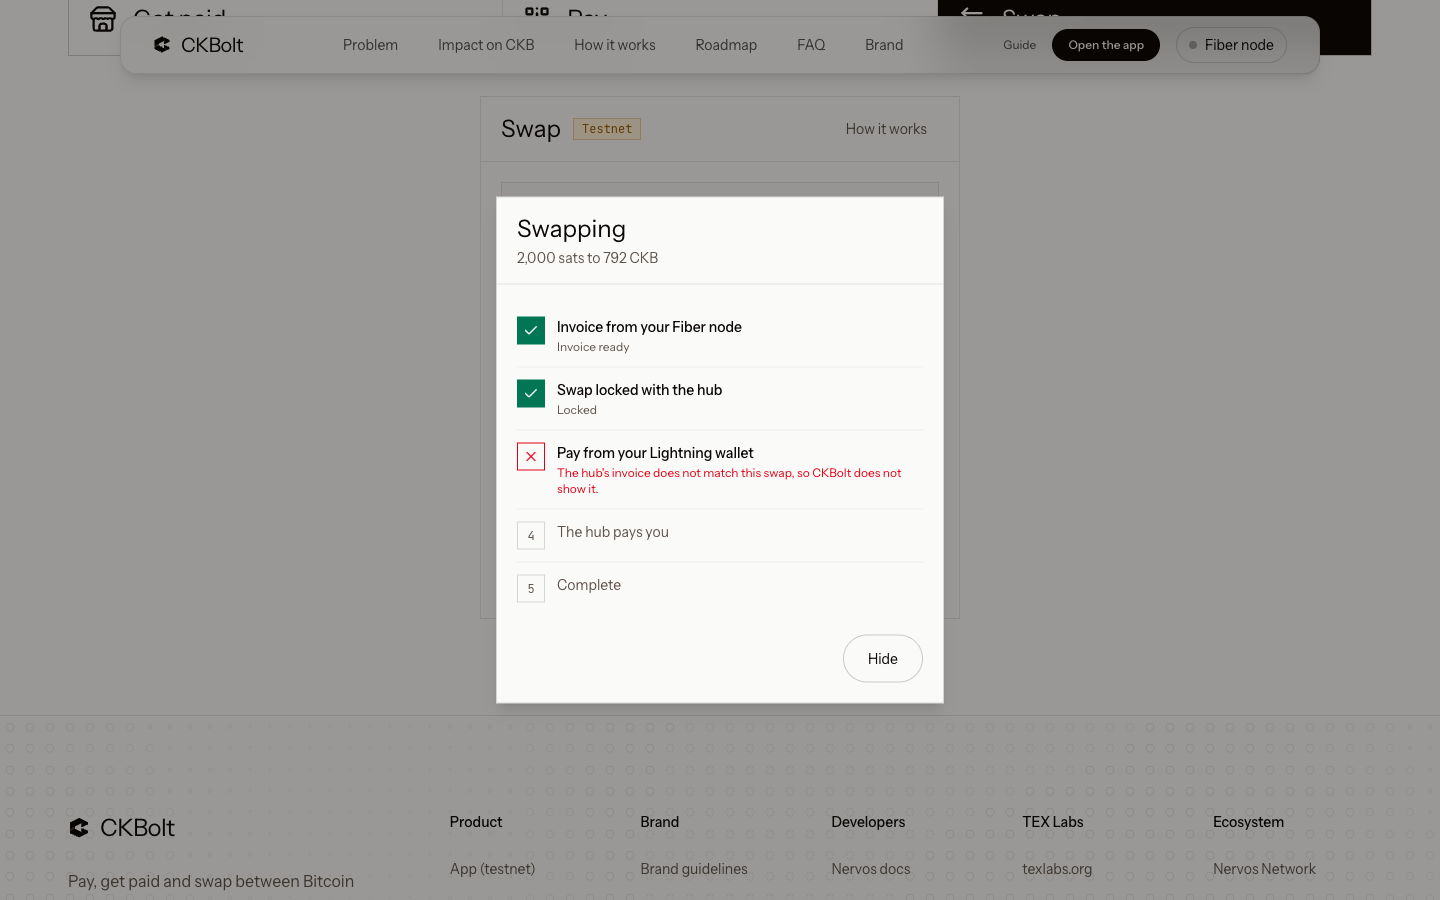 Get paid
Pay
Swap
CKBolt
Problem
Impact on CKB
How it works
Roadmap
FAQ
Brand
Guide
Open the app
Fiber node
Swap
Testnet
How it works
Swapping
2,000 sats to 792 CKB
Invoice from your Fiber node
Invoice ready
Swap locked with the hub
Locked
Pay from your Lightning wallet
The hub's invoice does not match this swap, so CKBolt does not
show it.
4
The hub pays you
5
Complete
Hide
CKBolt
Pay, get paid and swap between Bitcoin
Product
App (testnet)
Brand
Brand guidelines
Developers
Nervos docs
TEX Labs
texlabs.org
Ecosystem
Nervos Network